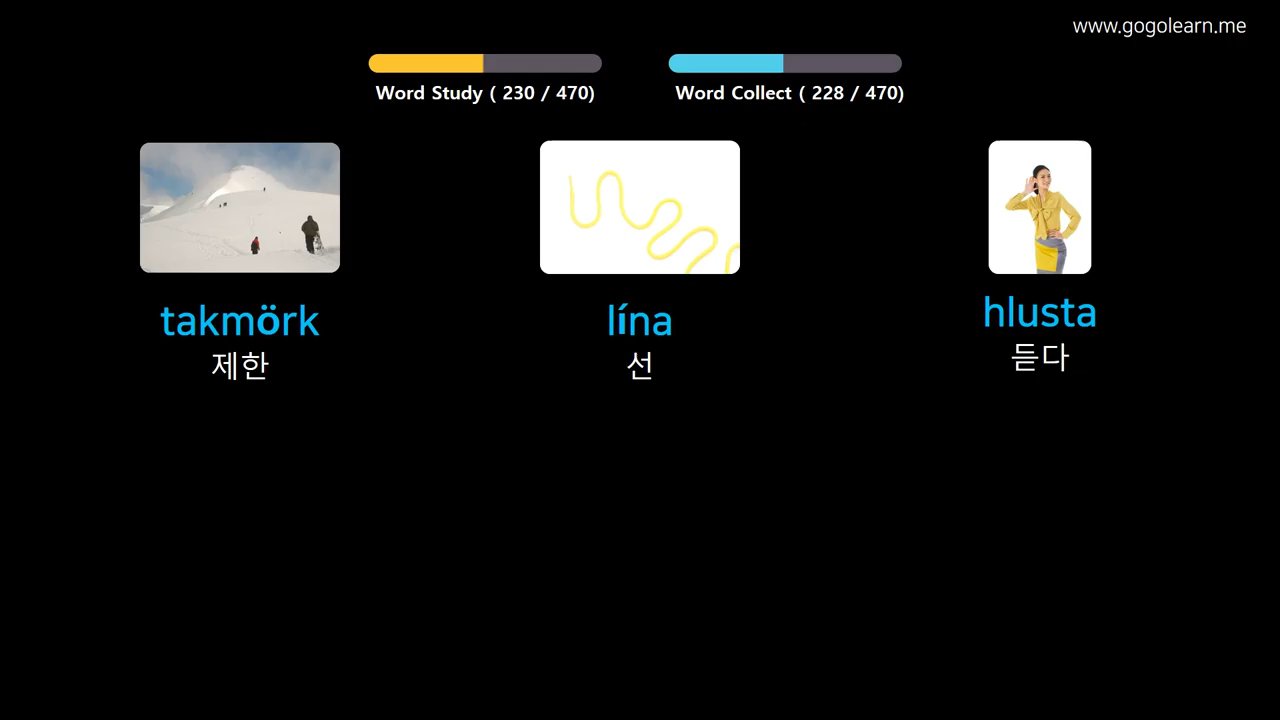 www.gogolearn.me
Word Study ( 230 / 470)
Word Collect ( 228 / 470)
takmörk
제한
lína
선
hlusta
듣다